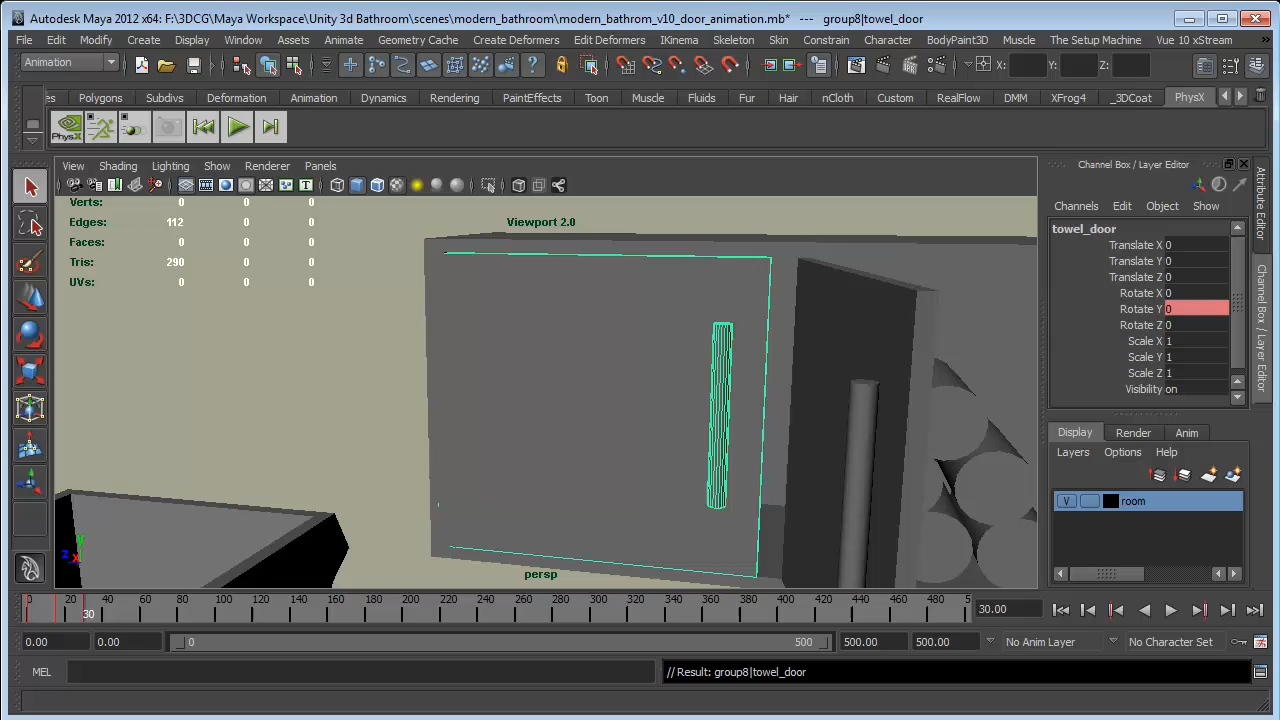 Autodesk Maya 2012 x64: F:\3DCG\Maya Workspace\Unity 3d Bathroom\scenes\modern_bathroom\modern_bathrom_v10_door_animation.mb* --- group8|towel_door
File Edit Modify Create Display Window Assets Animate Geometry Cache Create Deformers Edit Deformers IKinema Skeleton Skin Constrain Character BodyPaint3D Muscle The Setup Machine Vue 10 xStream »
Animation X: Y: Z:
es Polygons Subdivs Deformation Animation Dynamics Rendering PaintEffects Toon Muscle Fluids Fur Hair nCloth Custom RealFlow DMM XFrog4 _3DCoat PhysX
PhysX
View Shading Lighting Show Renderer Panels
Verts: 0 0 0
Edges: 112 0 0
Faces: 0 0 0
Tris: 290 0 0
UVs: 0 0 0
Viewport 2.0
persp
y
z x
Channel Box / Layer Editor
Channels Edit Object Show
towel_door
Translate X 0
Translate Y 0
Translate Z 0
Rotate X 0
Rotate Y 0
Rotate Z 0
Scale X 1
Scale Y 1
Scale Z 1
Visibility on
Attribute Editor
Channel Box / Layer Editor
Display Render Anim
Layers Options Help
V room
0 20 40 60 80 100 120 140 160 180 200 220 240 260 280 300 320 340 360 380 400 420 440 460 480 5
30
30.00
0.00 0.00 0 500 500.00 500.00 No Anim Layer No Character Set
MEL // Result: group8|towel_door